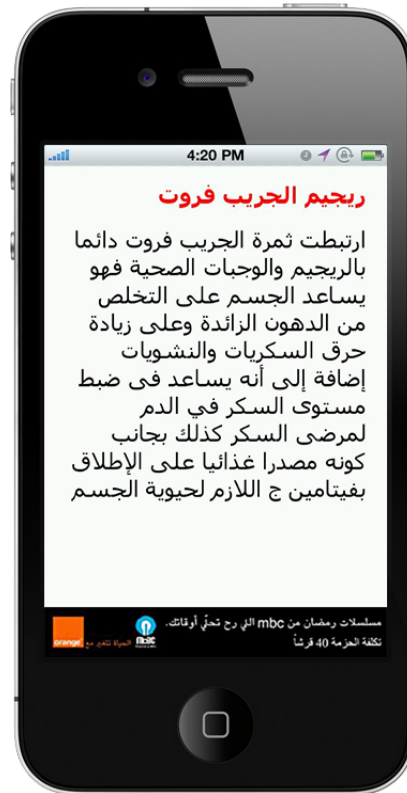 4:20 PM
ريجيم الجريب فروت
ارتبطت ثمرة الجريب فروت دائما
بالريجيم والوجبات الصحية فهو
يساعد الجسم على التخلص
من الدهون الزائدة وعلى زيادة
حرق السكريات والنشويات
إضافة إلى أنه يساعد فى ضبط
مستوى السكر في الدم
لمرضى السكر كذلك بجانب
كونه مصدرا غذائيا على الإطلاق
بفيتامين ج اللازم لحيوية الجسم
مسلسلات رمضان من mbc اللي رح تحلّي أوقاتك.
تكلفة الحزمة 40 قرشاً
mbc
الحياة تتغير مع orange